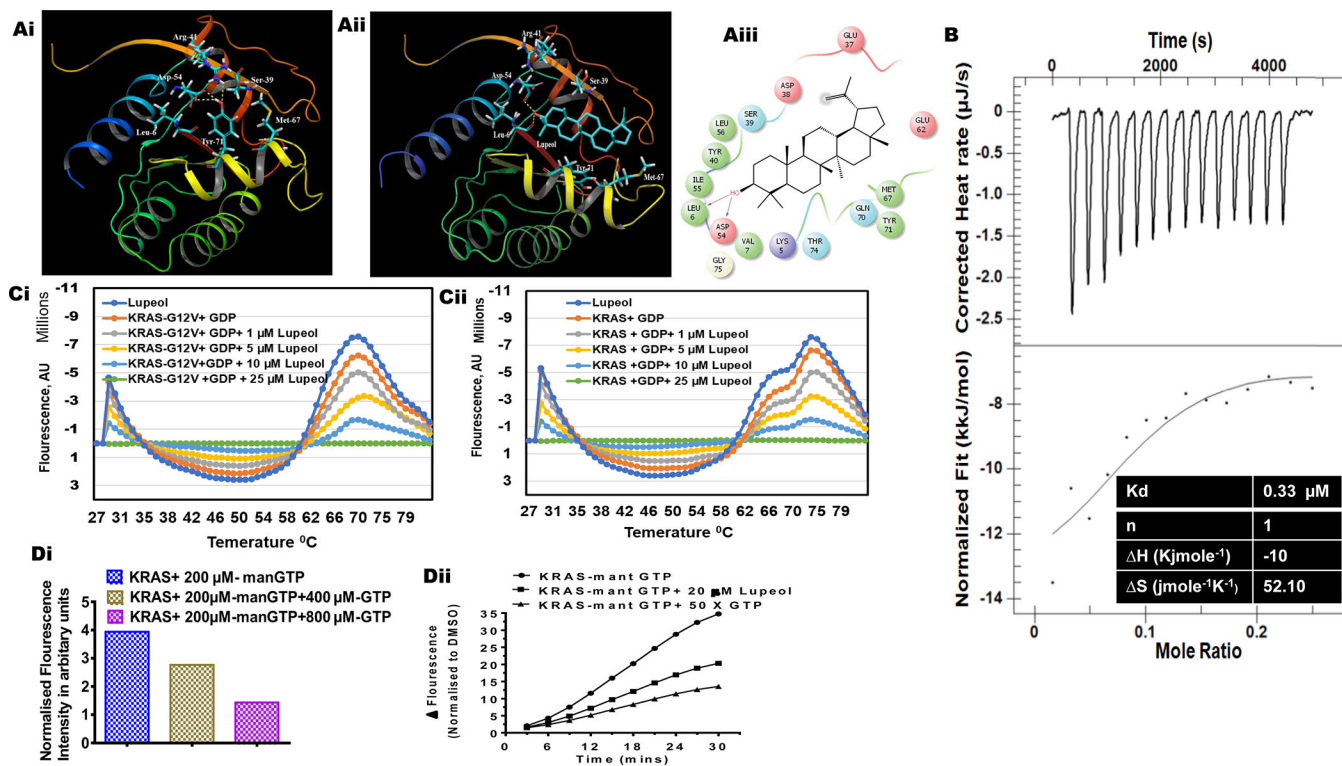 Ai
Arg-41
Asp-54
Ser-39
Met-67
Leu-6
Tyr-71
Aii
Arg-41
Asp-54
Ser-39
Leu-6
Lupeol
Tyr-71
Met-67
Aiii
GLU 37
ASP 38
SER 39
LEU 56
GLU 62
TYR 40
ILE 55
LEU 6
HO
MET 67
ASP 54
GLN 70
TYR 71
VAL 7
LYS 5
THR 74
GLY 75
B
Time (s)
0 2000 4000
Corrected Heat rate (µJ/s)
0
-0.5
-1.0
-1.5
-2.0
-2.5
Normalized Fit (kkJ/mol)
-8
-10
-12
-14
Kd 0.33 µM
n 1
ΔH (Kjmole⁻¹) -10
ΔS (jmole⁻¹K⁻¹) 52.10
0 0.1 0.2
Mole Ratio
Ci
Millions
Flourescence, AU
-11
-9
-7
-5
-3
-1
1
3
Lupeol
KRAS-G12V+ GDP
KRAS-G12V+ GDP+ 1 µM Lupeol
KRAS-G12V+ GDP+ 5 µM Lupeol
KRAS-G12V+GDP + 10 µM Lupeol
KRAS-G12V +GDP + 25 µM Lupeol
27 31 35 38 42 46 50 54 58 62 66 70 75 79
Temerature ⁰C
Cii
Millions
Flourescence, AU
-11
-9
-7
-5
-3
-1
1
3
Lupeol
KRAS+ GDP
KRAS + GDP+ 1 µM Lupeol
KRAS + GDP+ 5 µM Lupeol
KRAS +GDP+ 10 µM Lupeol
KRAS +GDP+ 25 µM Lupeol
27 31 35 38 42 46 50 54 58 62 66 70 75 79
Temerature ⁰C
Di
KRAS+ 200 µM-manGTP
KRAS+ 200µM-manGTP+400 µM-GTP
KRAS+ 200µM-manGTP+800 µM-GTP
Normalised Flourescence
Intensity in arbitary units
4
3
2
1
0
Dii
KRAS-mant GTP
KRAS-mant GTP+ 20 µM Lupeol
KRAS-mant GTP+ 50 X GTP
Flourescence
(Normalised to DMSO)
35
30
25
20
15
10
5
0
0 6 12 18 24 30
Time (mins)